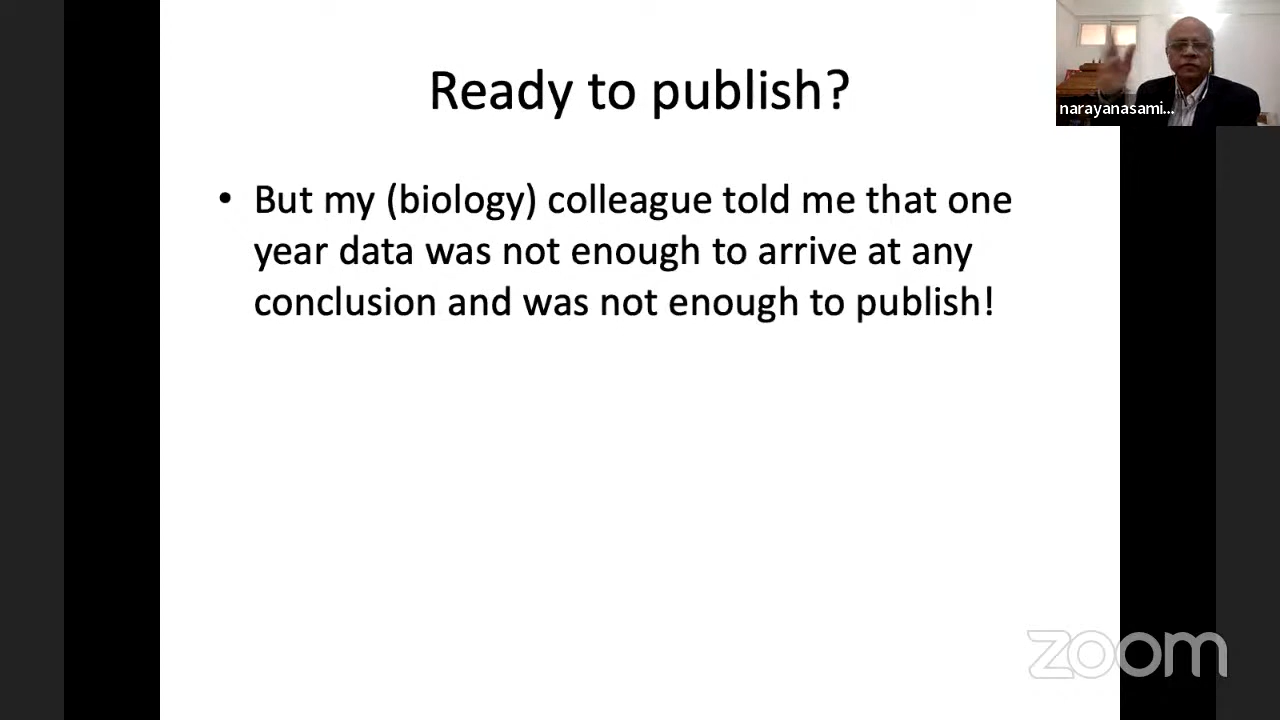 Ready to publish?
narayanasami...
• But my (biology) colleague told me that one
year data was not enough to arrive at any
conclusion and was not enough to publish!
zoom